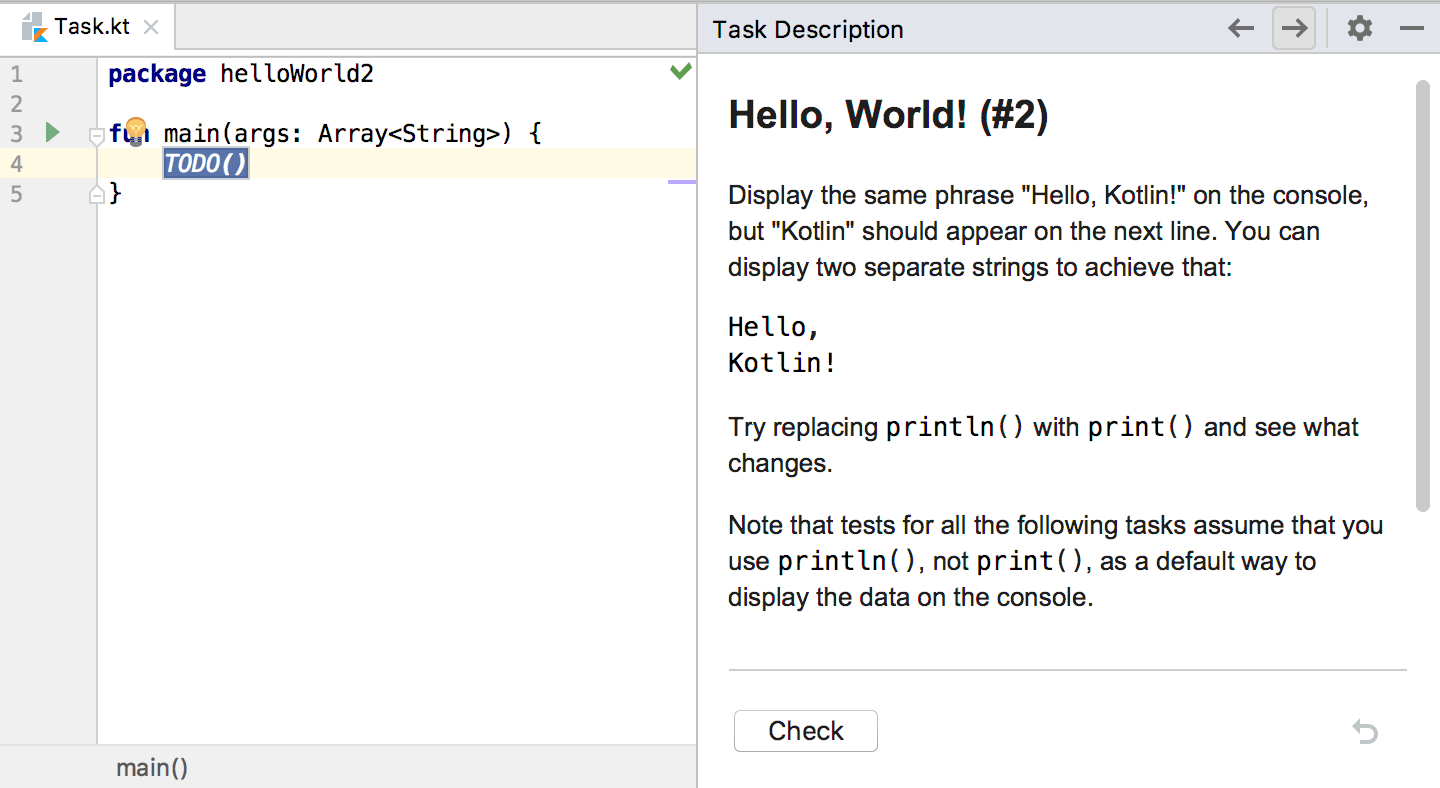 Task.kt
Task Description
1 package helloWorld2
2
3 fun main(args: Array<String>) {
4 TODO()
5 }
main()
Hello, World! (#2)
Display the same phrase "Hello, Kotlin!" on the console,
but "Kotlin" should appear on the next line. You can
display two separate strings to achieve that:
Hello,
Kotlin!
Try replacing println() with print() and see what
changes.
Note that tests for all the following tasks assume that you
use println(), not print(), as a default way to
display the data on the console.
Check